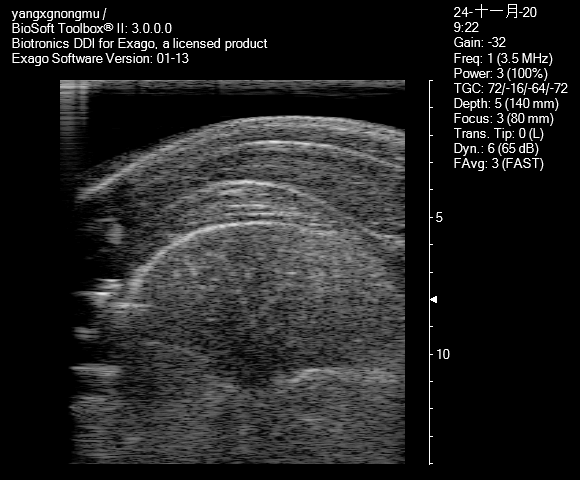 yangxgnongmu /
BioSoft Toolbox® II: 3.0.0.0
Biotronics DDI for Exago, a licensed product
Exago Software Version: 01-13
24-十一月-20
9:22
Gain: -32
Freq: 1 (3.5 MHz)
Power: 3 (100%)
TGC: 72/-16/-64/-72
Depth: 5 (140 mm)
Focus: 3 (80 mm)
Trans. Tip: 0 (L)
Dyn.: 6 (65 dB)
FAvg: 3 (FAST)
5
10